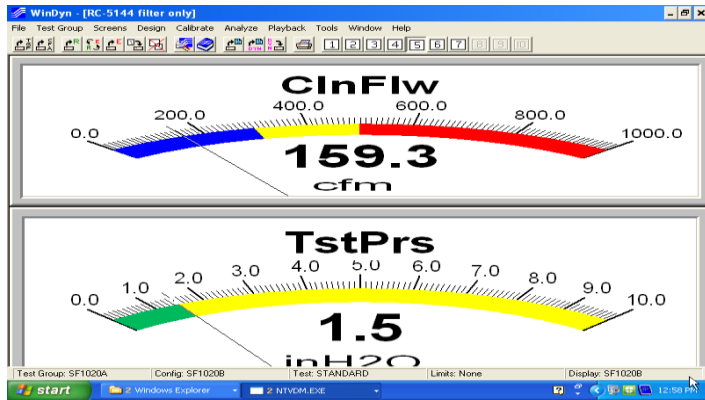 WinDyn - [RC-5144 filter only]
File Test Group Screens Design Calibrate Analyze Playback Tools Window Help
1 2 3 4 5 6 7 8 9 10
ClnFlw
0.0 200.0 400.0 600.0 800.0 1000.0
159.3
cfm
TstPrs
0.0 1.0 2.0 3.0 4.0 5.0 6.0 7.0 8.0 9.0 10.0
1.5
inH2O
Test Group: SF1020A Config: SF1020B Test: STANDARD Limits: None Display: SF1020B
start 2 Windows Explorer 2 NTVDM.EXE 12:58 PM